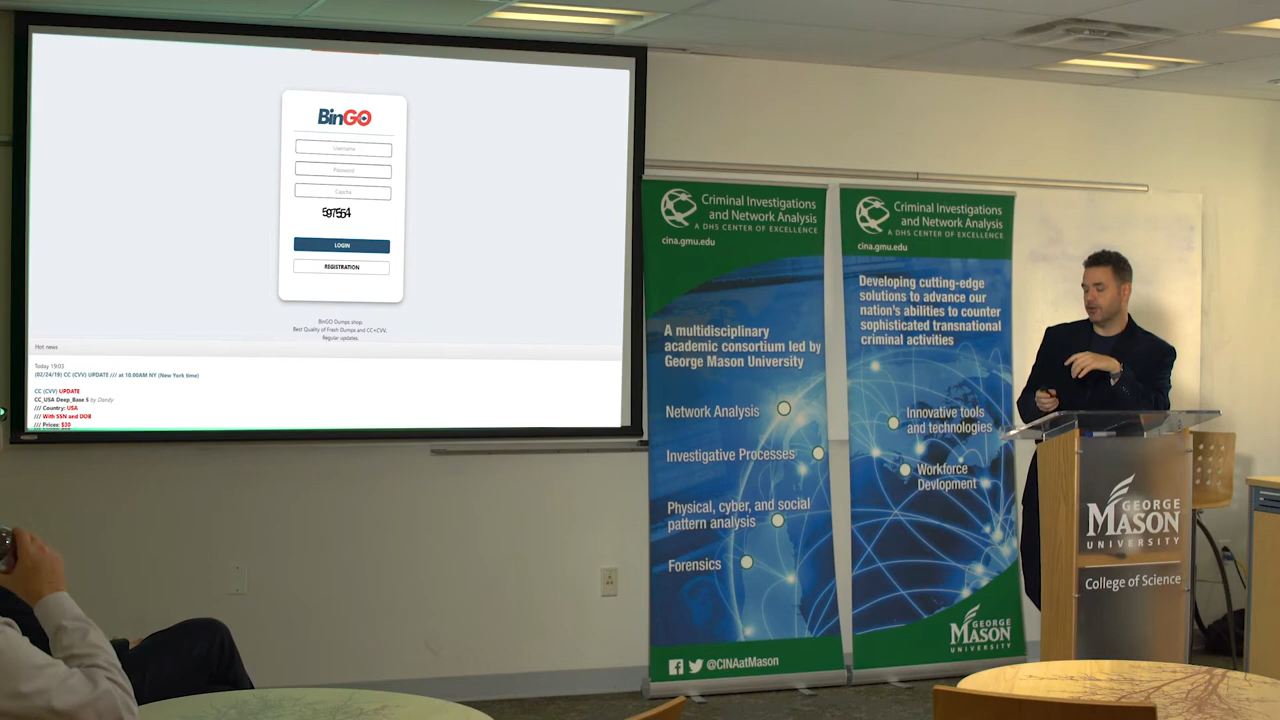 BinGO
Username
Password
Captcha
597564
LOGIN
REGISTRATION
BinGO Dumps shop.
Best Quality of Fresh Dumps and CC+CVV.
Regular updates.
Hot news
Today 19:03
(02/24/19) CC (CVV) UPDATE /// at 10.00AM NY (New York time)
CC (CVV) UPDATE
CC_USA Deep_Base 5 by Dandy
/// Country: USA
/// With SSN and DOB
/// Prices: $30
Criminal Investigations
and Network Analysis
A DHS CENTER OF EXCELLENCE
cina.gmu.edu
A multidisciplinary
academic consortium led by
George Mason University
Network Analysis
Investigative Processes
Physical, cyber, and social
pattern analysis
Forensics
@CINAatMason
Criminal Investigations
and Network Analysis
A DHS CENTER OF EXCELLENCE
cina.gmu.edu
Developing cutting-edge
solutions to advance our
nation's abilities to counter
sophisticated transnational
criminal activities
Innovative tools
and technologies
Workforce
Devlopment
GEORGE
MASON
UNIVERSITY
GEORGE
MASON
UNIVERSITY
College of Science